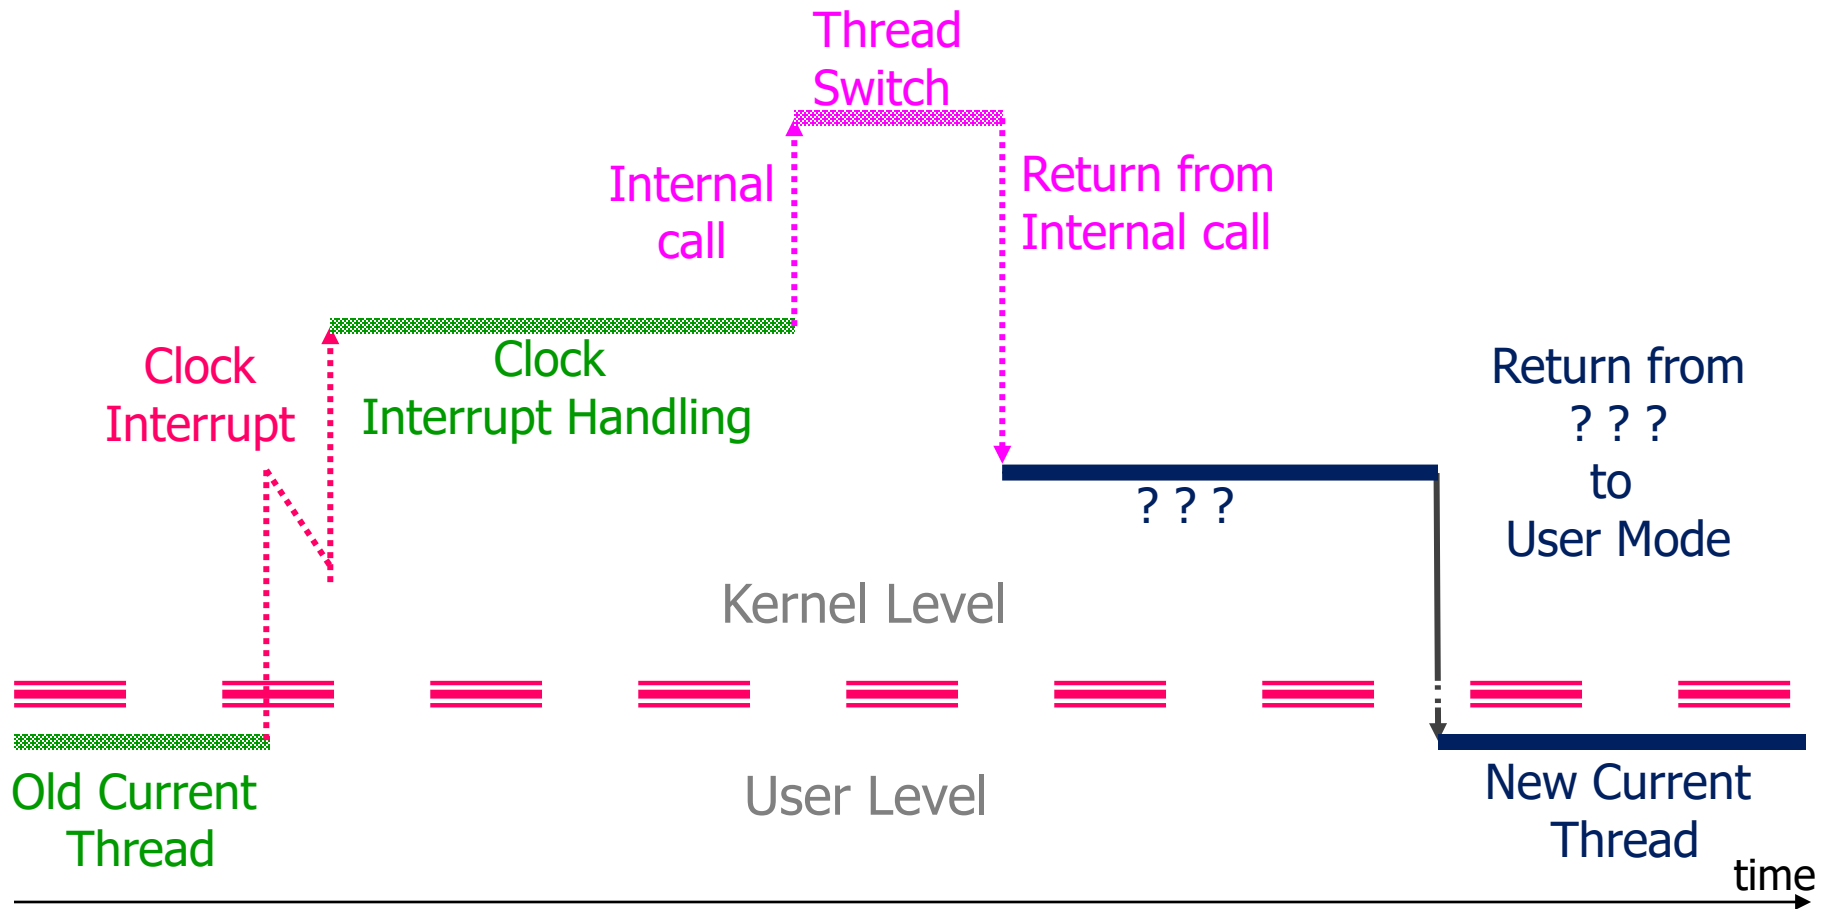 Thread
Switch
Internal
call
Return from
Internal call
Clock
Interrupt
Clock
Interrupt Handling
Return from
? ? ?
to
User Mode
? ? ?
Kernel Level
Old Current
Thread
User Level
New Current
Thread
time